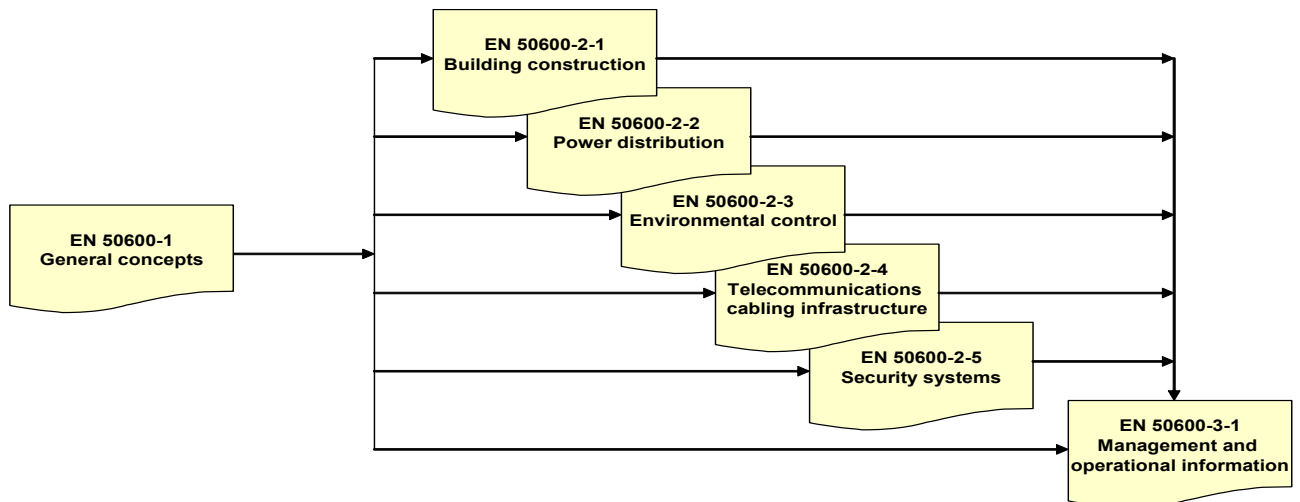 EN 50600-2-1
Building construction
EN 50600-2-2
Power distribution
EN 50600-2-3
Environmental control
EN 50600-1
General concepts
EN 50600-2-4
Telecommunications
cabling infrastructure
EN 50600-2-5
Security systems
EN 50600-3-1
Management and
operational information